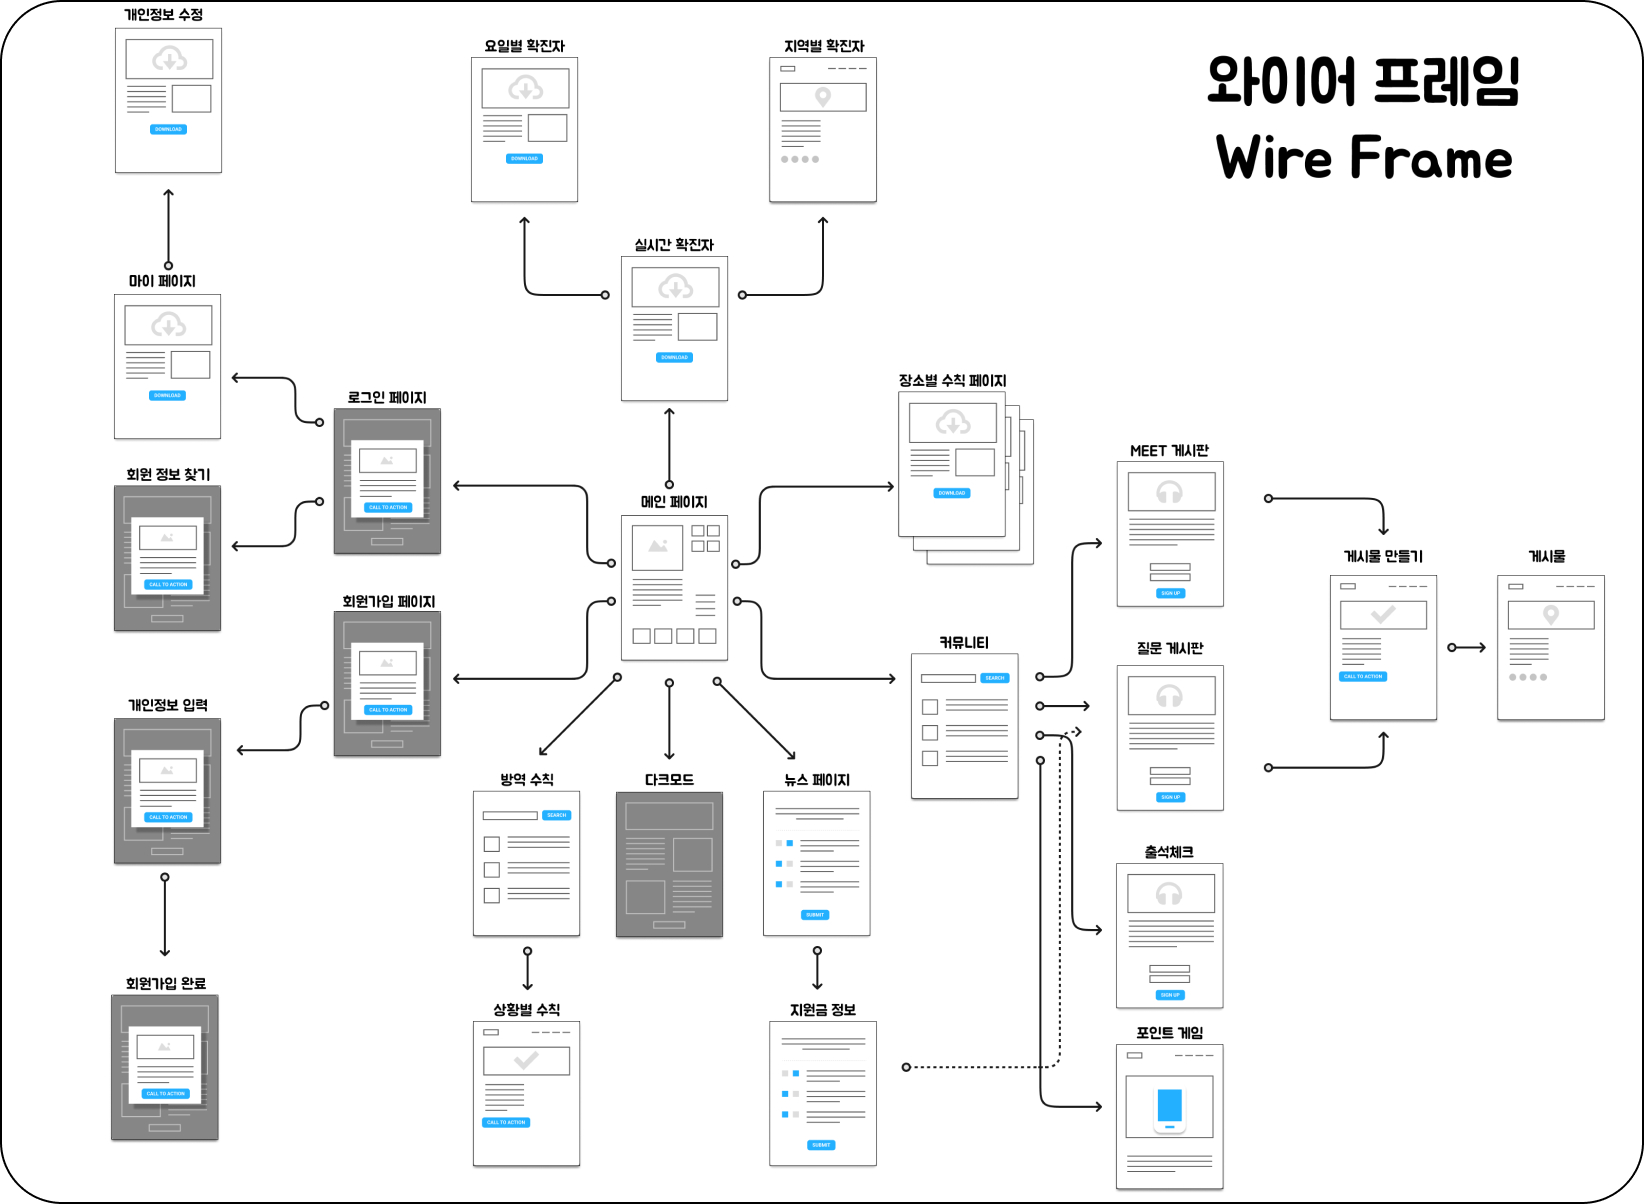 와이어 프레임
Wire Frame
개인정보 수정
DOWNLOAD
요일별 확진자
DOWNLOAD
지역별 확진자
실시간 확진자
DOWNLOAD
마이 페이지
DOWNLOAD
로그인 페이지
CALL TO ACTION
회원 정보 찾기
CALL TO ACTION
메인 페이지
장소별 수칙 페이지
DOWNLOAD
MEET 게시판
SIGN UP
게시물 만들기
CALL TO ACTION
게시물
회원가입 페이지
CALL TO ACTION
커뮤니티
SEARCH
질문 게시판
SIGN UP
개인정보 입력
CALL TO ACTION
방역 수칙
SEARCH
다크모드
뉴스 페이지
SUBMIT
출석체크
SIGN UP
회원가입 완료
CALL TO ACTION
상황별 수칙
CALL TO ACTION
지원금 정보
SUBMIT
포인트 게임